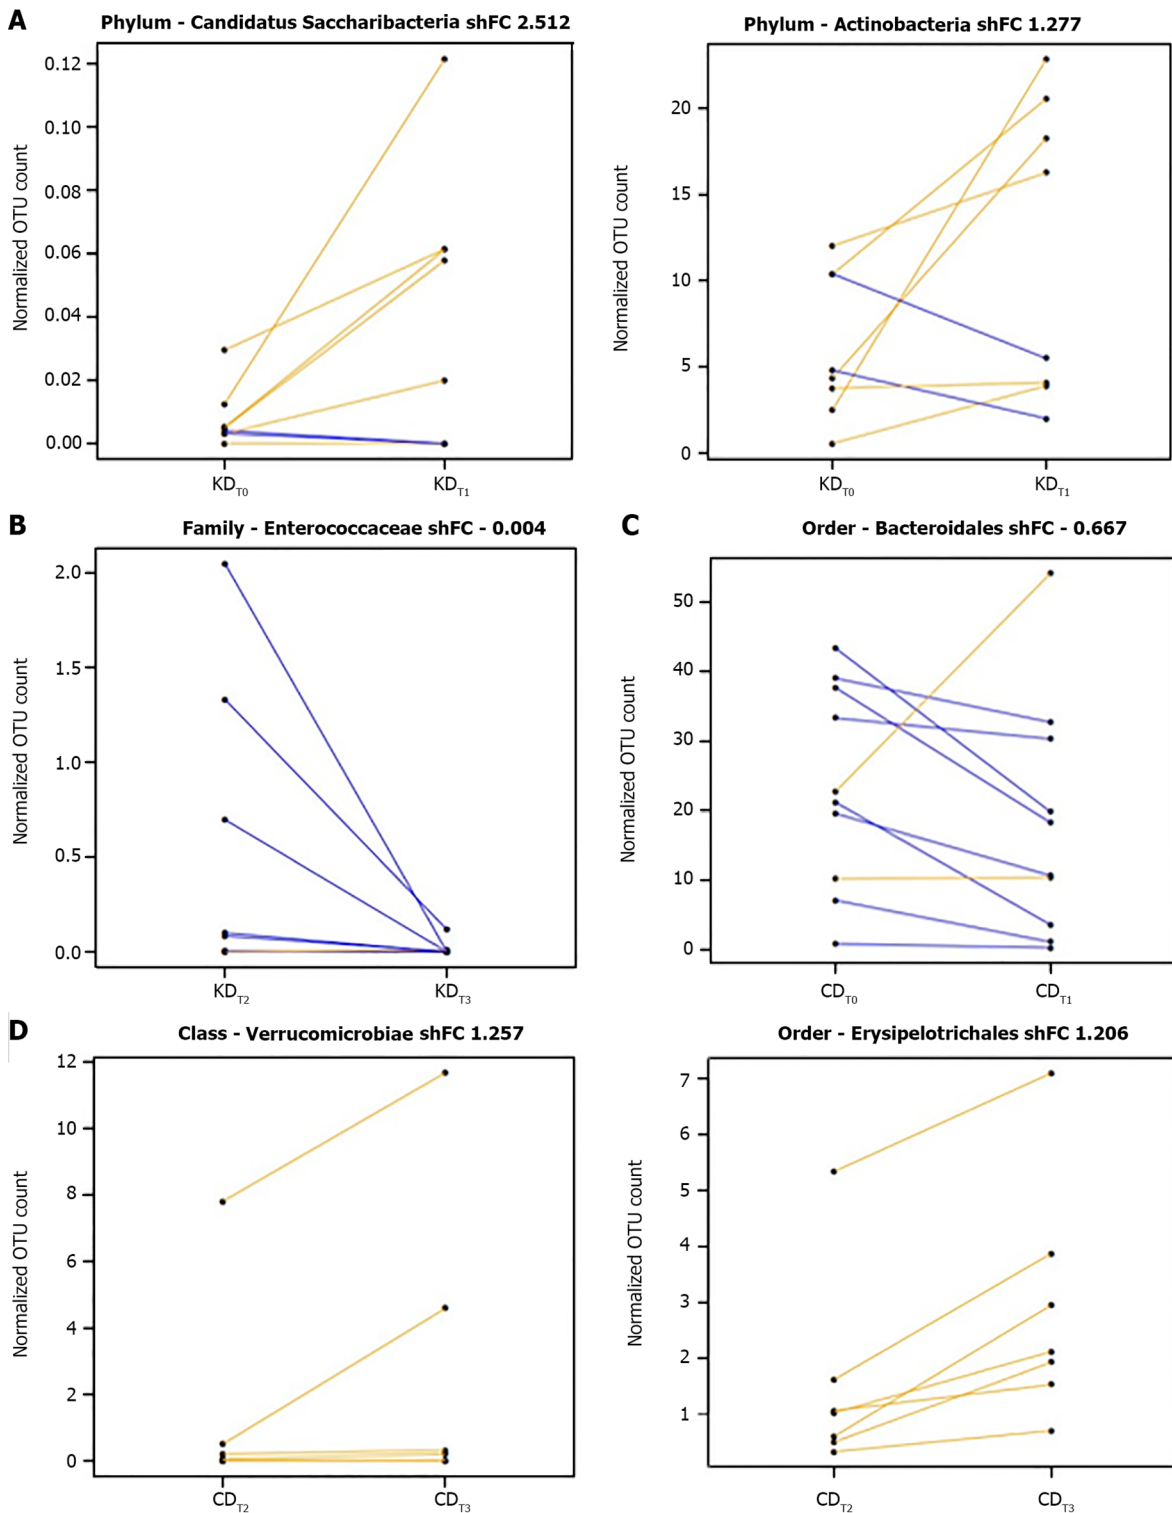 A
Phylum - Candidatus Saccharibacteria shFC 2.512
Normalized OTU count
0.12
0.10
0.08
0.06
0.04
0.02
0.00
KDT0
KDT1
Phylum - Actinobacteria shFC 1.277
Normalized OTU count
20
15
10
5
0
KDT0
KDT1
B
Family - Enterococcaceae shFC - 0.004
Normalized OTU count
2.0
1.5
1.0
0.5
0.0
KDT2
KDT3
C
Order - Bacteroidales shFC - 0.667
Normalized OTU count
50
40
30
20
10
0
CDT0
CDT1
D
Class - Verrucomicrobiae shFC 1.257
Normalized OTU count
12
10
8
6
4
2
0
CDT2
CDT3
Order - Erysipelotrichales shFC 1.206
Normalized OTU count
7
6
5
4
3
2
1
CDT2
CDT3